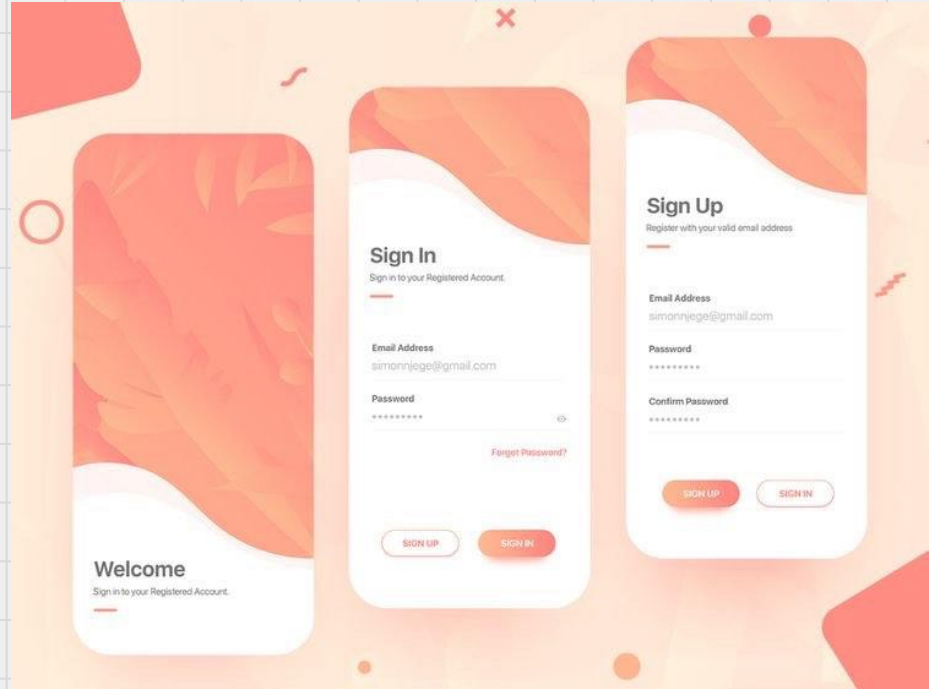 Welcome
Sign in to your Registered Account.
Sign In
Sign in to your Registered Account.
Email Address
simonnjege@gmail.com
Password
*********
Forget Password?
SIGN UP
SIGN IN
Sign Up
Register with your valid email address
Email Address
simonnjege@gmail.com
Password
*********
Confirm Password
*********
SIGN UP
SIGN IN